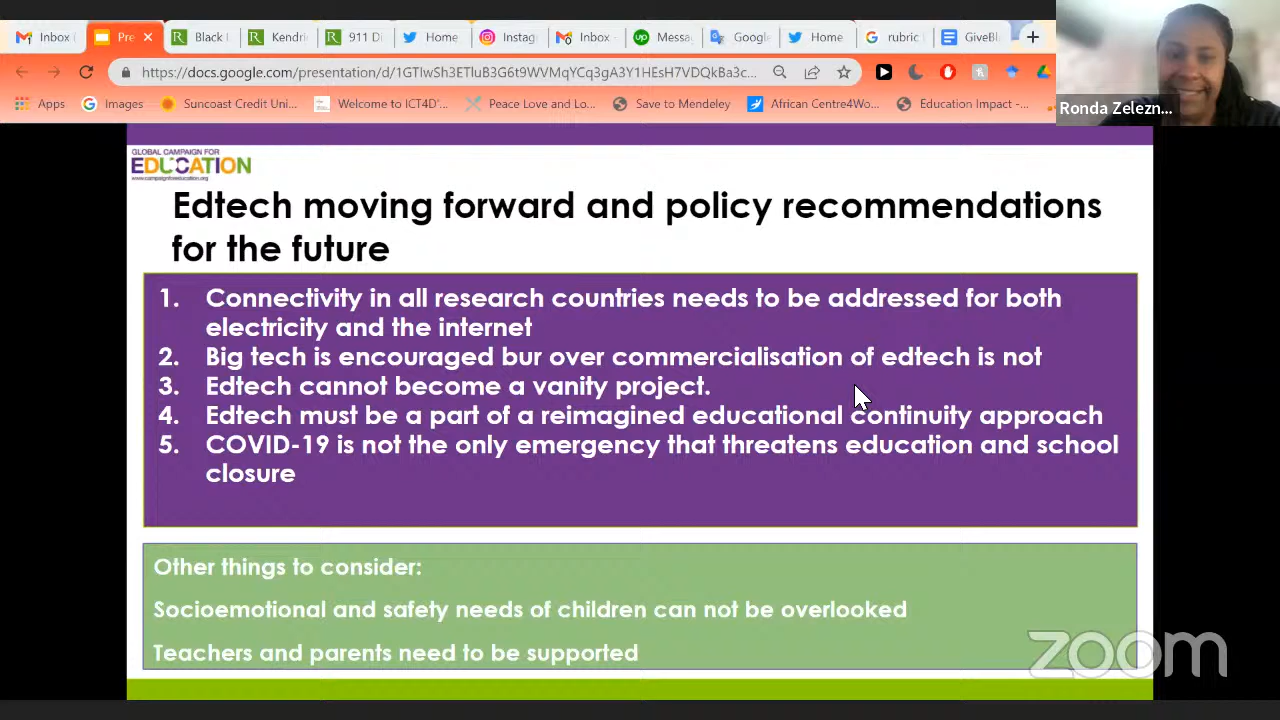 Inbox (
Pre
Black I
Kendri
911 Di
Home
Instag
Inbox
Messa
Google
Home
rubric
GiveBl
https://docs.google.com/presentation/d/1GTlwSh3ETluB3G6t9WVMqYCq3gA3Y1HEsH7VDQkBa3c...
Ronda Zelezn...
Apps
Images
Suncoast Credit Uni...
Welcome to ICT4D'...
Peace Love and Lo...
Save to Mendeley
African Centre4Wo...
Education Impact -...
GLOBAL CAMPAIGN FOR
EDUCATION
www.campaignforeducation.org
Edtech moving forward and policy recommendations
for the future
1. Connectivity in all research countries needs to be addressed for both
electricity and the internet
2. Big tech is encouraged bur over commercialisation of edtech is not
3. Edtech cannot become a vanity project.
4. Edtech must be a part of a reimagined educational continuity approach
5. COVID-19 is not the only emergency that threatens education and school
closure
Other things to consider:
Socioemotional and safety needs of children can not be overlooked
Teachers and parents need to be supported
zoom